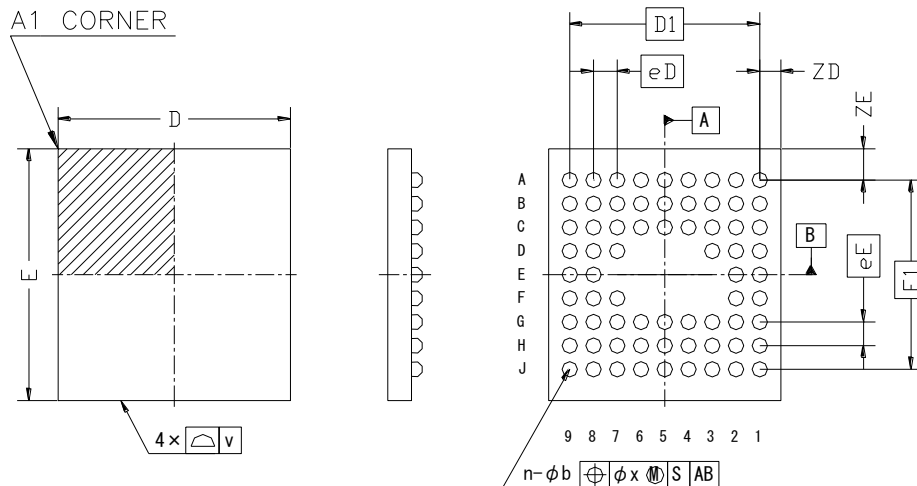 A1 CORNER
D
E
4× v
D1
eD
ZD
ZE
A
B
eE
E1
A
B
C
D
E
F
G
H
J
9 8 7 6 5 4 3 2 1
n-φb φx Ⓜ S AB